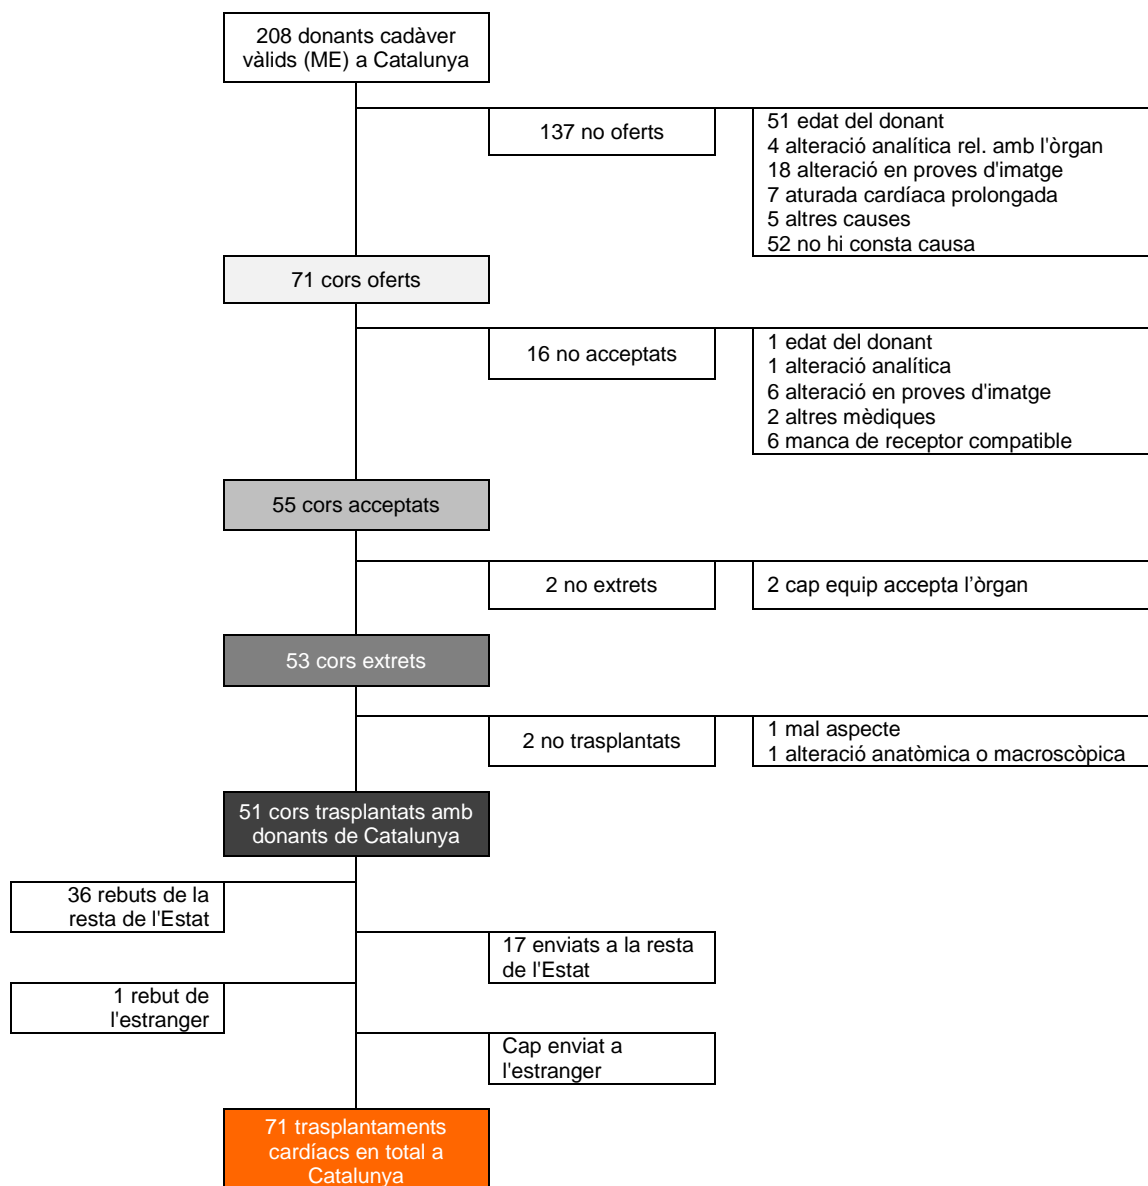 208 donants cadàver
vàlids (ME) a Catalunya
137 no oferts
51 edat del donant
4 alteració analítica rel. amb l'òrgan
18 alteració en proves d'imatge
7 aturada cardíaca prolongada
5 altres causes
52 no hi consta causa
71 cors oferts
16 no acceptats
1 edat del donant
1 alteració analítica
6 alteració en proves d'imatge
2 altres mèdiques
6 manca de receptor compatible
55 cors acceptats
2 no extrets
2 cap equip accepta l’òrgan
53 cors extrets
2 no trasplantats
1 mal aspecte
1 alteració anatòmica o macroscòpica
51 cors trasplantats amb
donants de Catalunya
36 rebuts de la
resta de l'Estat
17 enviats a la resta
de l'Estat
1 rebut de
l'estranger
Cap enviat a
l'estranger
71 trasplantaments
cardíacs en total a
Catalunya